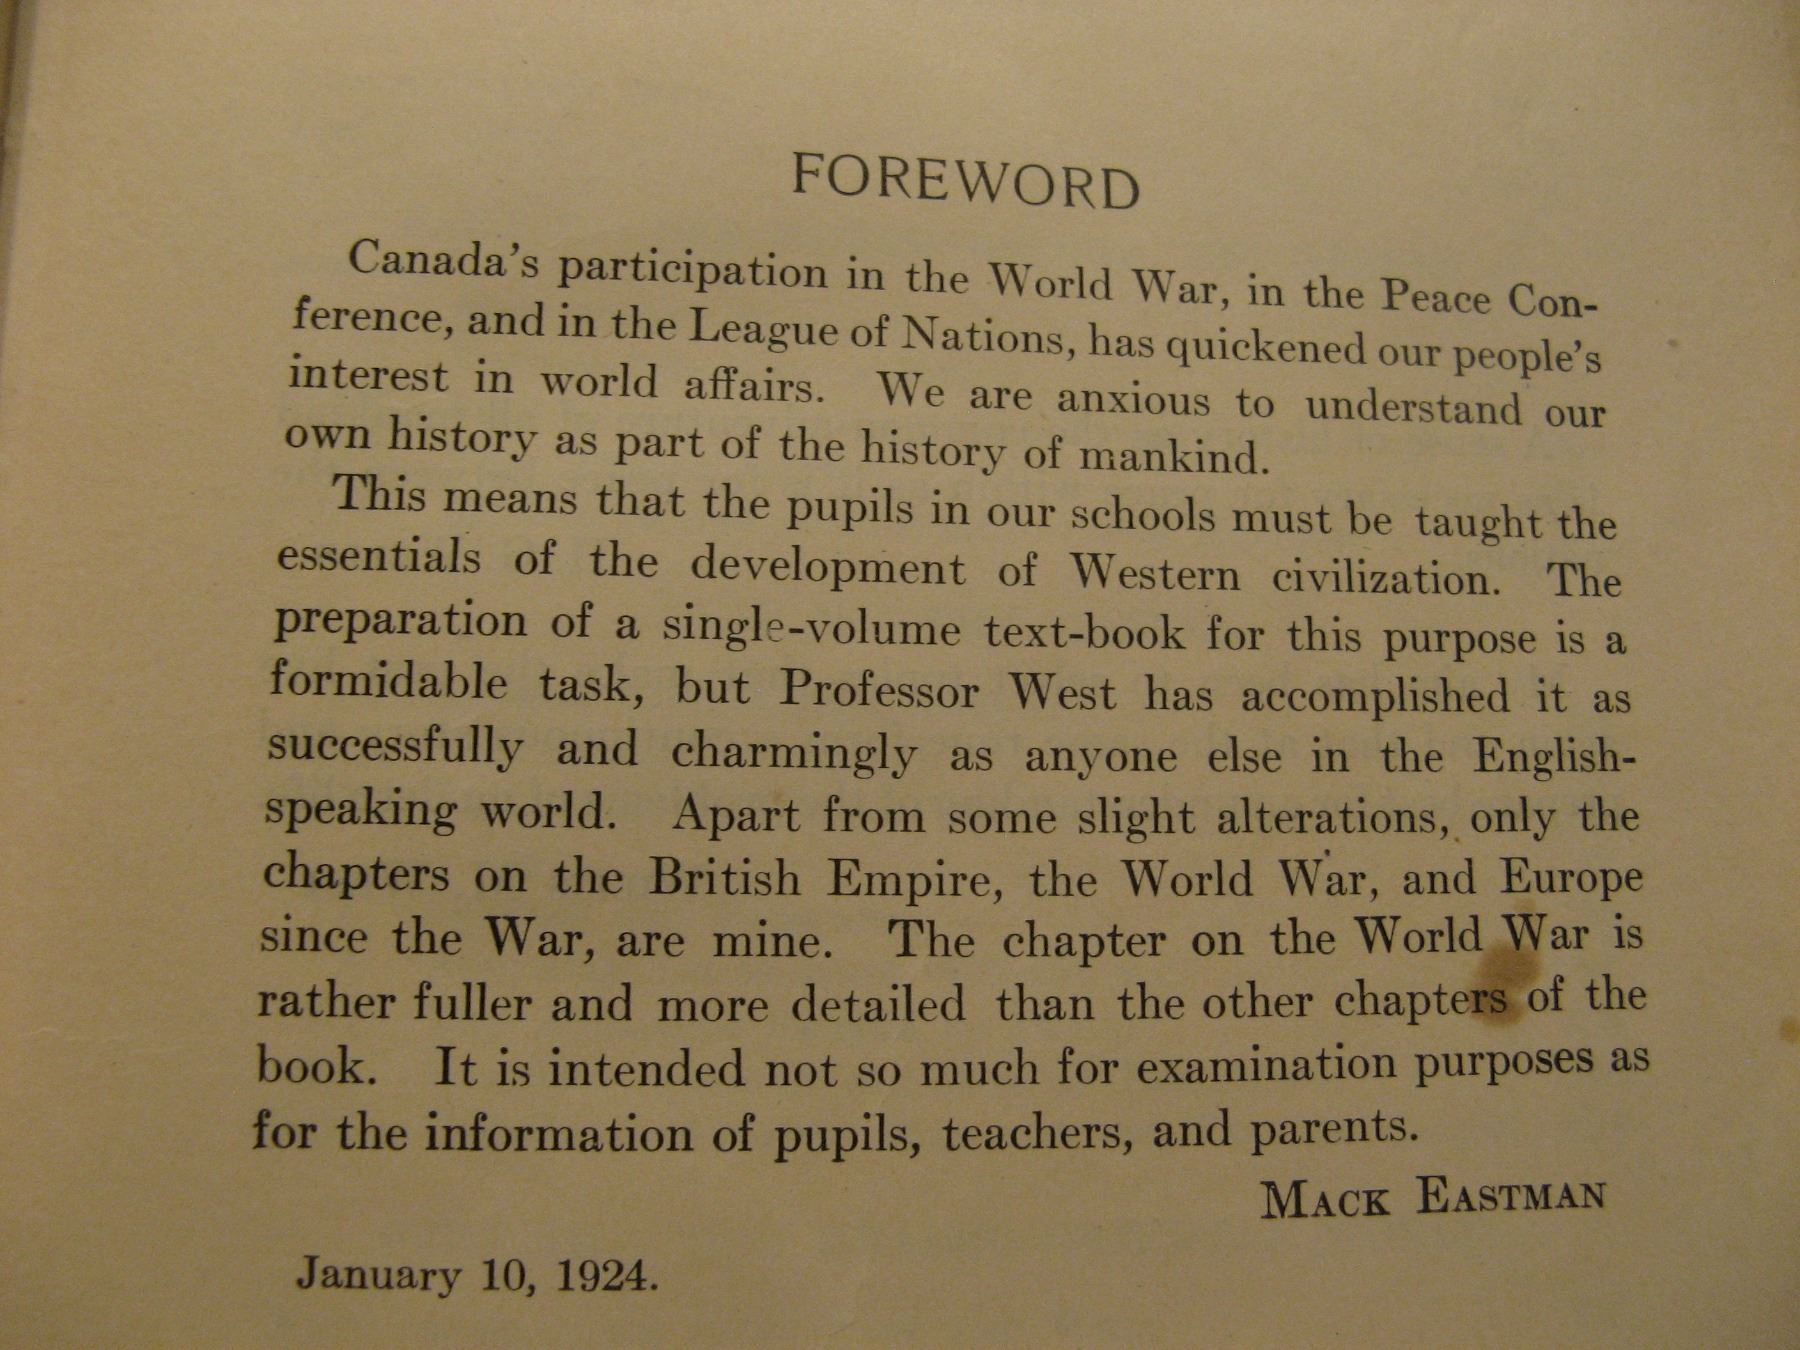 FOREWORD
Canada's participation in the World War, in the Peace Con-
ference, and in the League of Nations, has quickened our people's
interest in world affairs. We are anxious to understand our
own history as part of the history of mankind.
This means that the pupils in our schools must be taught the
essentials of the development of Western civilization. The
preparation of a single-volume text-book for this purpose is a
formidable task, but Professor West has accomplished it as
successfully and charmingly as anyone else in the English-
speaking world. Apart from some slight alterations, only the
chapters on the British Empire, the World War, and Europe
since the War, are mine. The chapter on the World War is
rather fuller and more detailed than the other chapters of the
book. It is intended not so much for examination purposes as
for the information of pupils, teachers, and parents.
MACK EASTMAN
January 10, 1924.